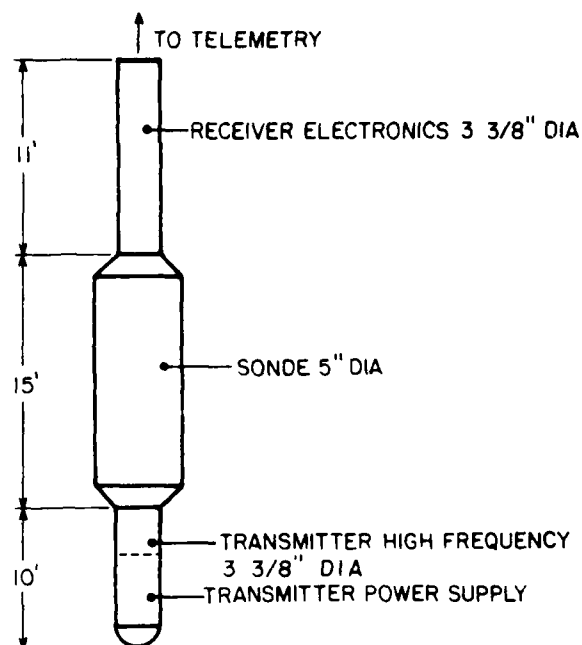 TO TELEMETRY
RECEIVER ELECTRONICS 3 3/8" DIA
11'
SONDE 5" DIA
15'
TRANSMITTER HIGH FREQUENCY
3 3/8" DIA
10'
TRANSMITTER POWER SUPPLY